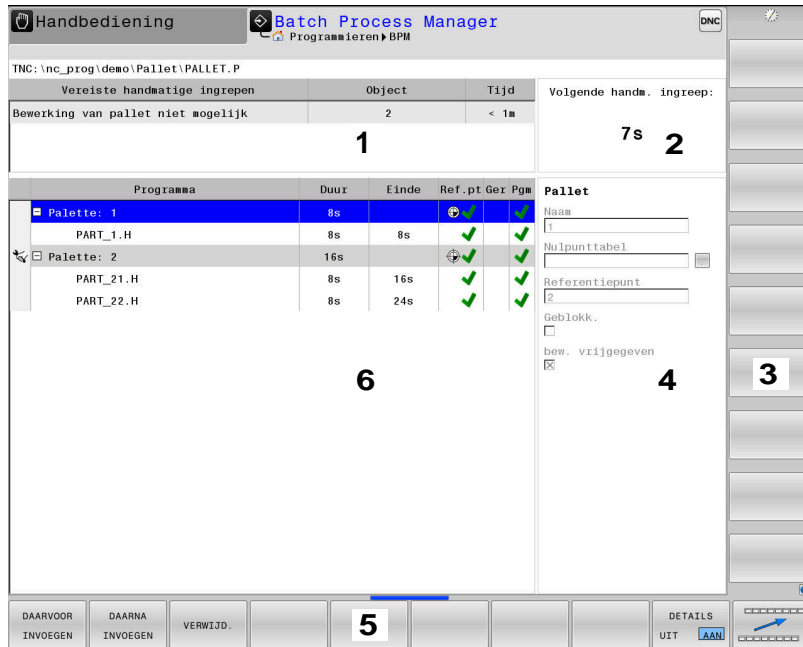 Handbediening
Batch Process Manager
Programmieren▶BPM
DNC
TNC:\nc_prog\demo\Pallet\PALLET.P
Vereiste handmatige ingrepen Object Tijd
Bewerking van pallet niet mogelijk 2 < 1m
1
Volgende handm. ingreep:
7s
2
Programma Duur Einde Ref.pt Ger Pgm
Palette: 1 8s
PART_1.H 8s 8s
Palette: 2 16s
PART_21.H 8s 16s
PART_22.H 8s 24s
6
Pallet
Naam
1
Nulpunttabel
Referentiepunt
2
Geblokk.
bew. vrijgegeven
4
3
DAARVOOR INVOEGEN
DAARNA INVOEGEN
VERWIJD.
5
DETAILS
UIT AAN